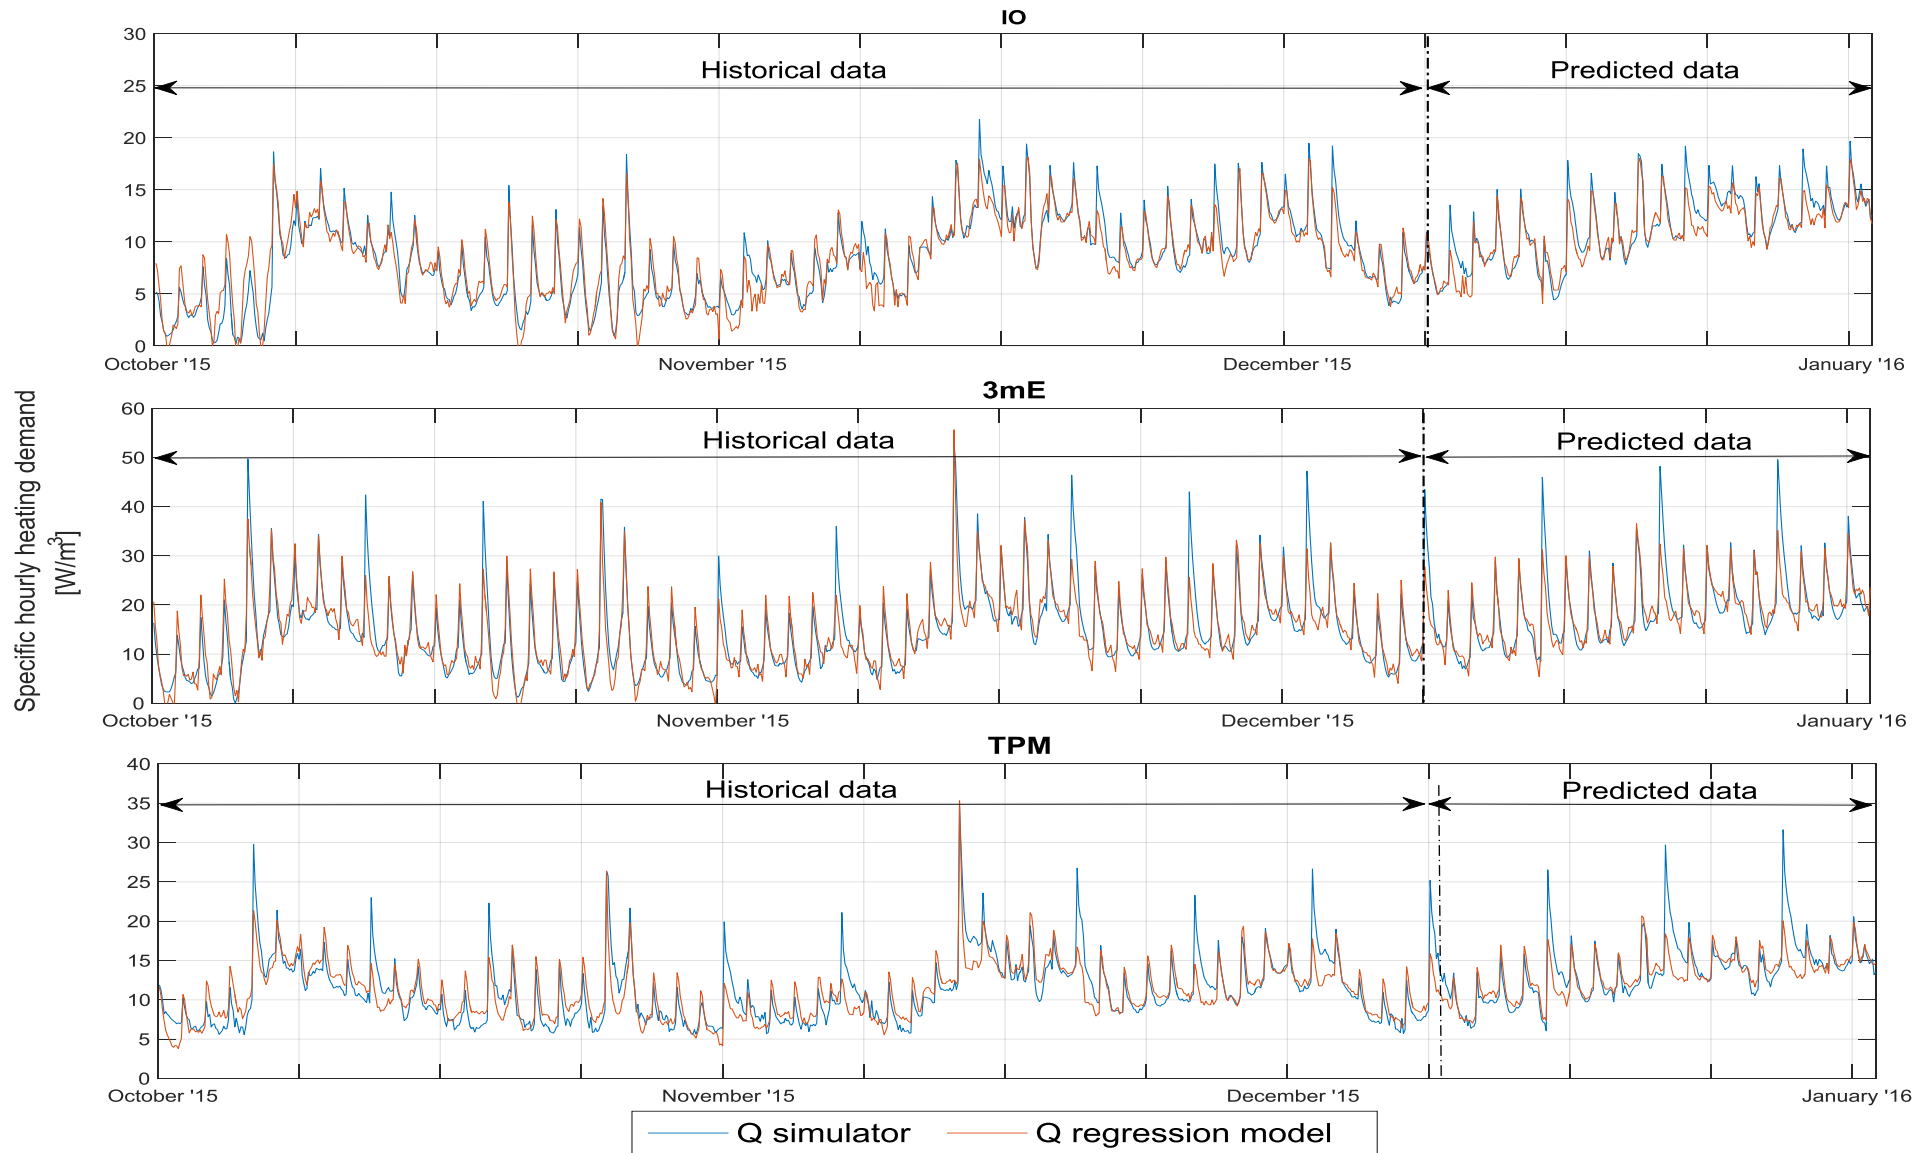 IO
30
25
20
15
10
5
0
Historical data
Predicted data
October '15
November '15
December '15
January '16
Specific hourly heating demand
[W/m³]
3mE
60
50
40
30
20
10
0
Historical data
Predicted data
October '15
November '15
December '15
January '16
TPM
40
35
30
25
20
15
10
5
0
Historical data
Predicted data
October '15
November '15
December '15
January '16
Q simulator
Q regression model